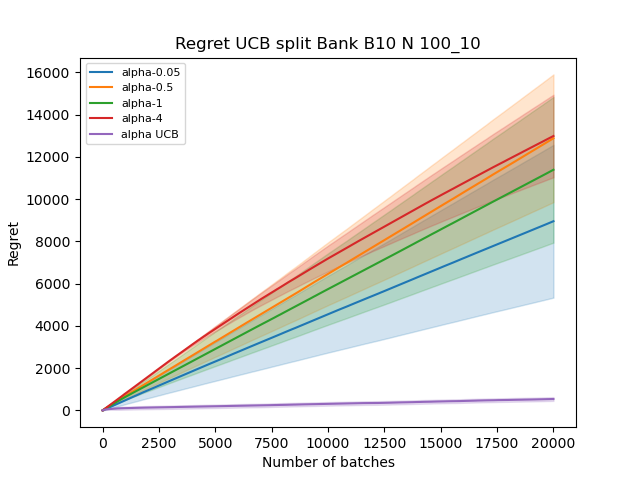 Regret UCB split Bank B10 N 100_10
16000
14000
12000
10000
8000
6000
4000
2000
0
Regret
alpha-0.05
alpha-0.5
alpha-1
alpha-4
alpha UCB
0 2500 5000 7500 10000 12500 15000 17500 20000
Number of batches